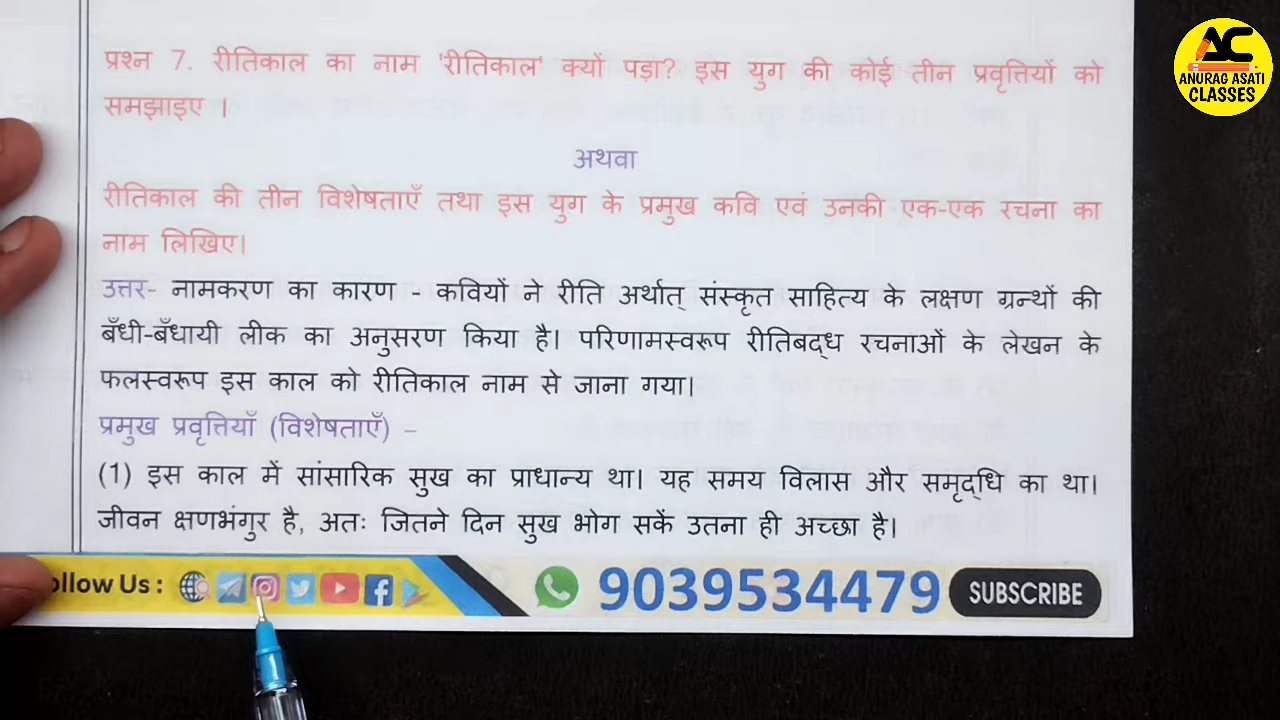 AC
ANURAG ASATI
CLASSES
प्रश्न 7. रीतिकाल का नाम 'रीतिकाल' क्यों पड़ा? इस युग की कोई तीन प्रवृत्तियों को
समझाइए ।
अथवा
रीतिकाल की तीन विशेषताएँ तथा इस युग के प्रमुख कवि एवं उनकी एक-एक रचना का
नाम लिखिए।
उत्तर- नामकरण का कारण - कवियों ने रीति अर्थात् संस्कृत साहित्य के लक्षण ग्रन्थों की
बँधी-बँधायी लीक का अनुसरण किया है। परिणामस्वरूप रीतिबद्ध रचनाओं के लेखन के
फलस्वरूप इस काल को रीतिकाल नाम से जाना गया।
प्रमुख प्रवृत्तियाँ (विशेषताएँ) -
(1) इस काल में सांसारिक सुख का प्राधान्य था। यह समय विलास और समृद्धि का था।
जीवन क्षणभंगुर है, अतः जितने दिन सुख भोग सकें उतना ही अच्छा है।
ollow Us : 9039534479 SUBSCRIBE